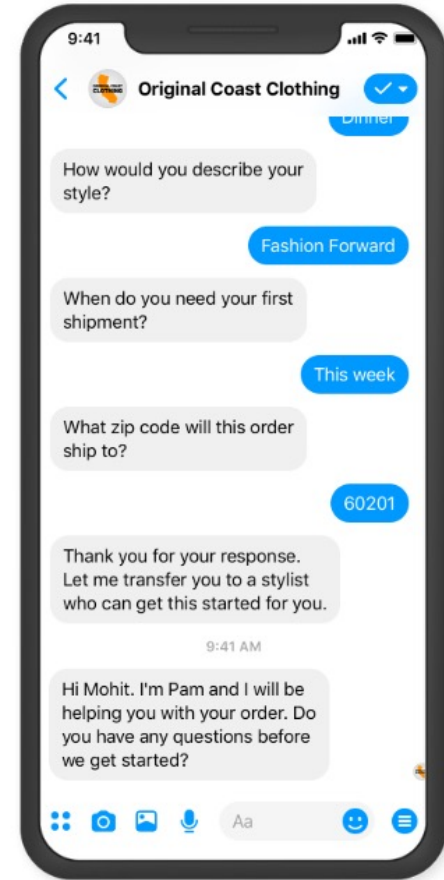 9:41
Original Coast Clothing
Dinner
How would you describe your
style?
Fashion Forward
When do you need your first
shipment?
This week
What zip code will this order
ship to?
60201
Thank you for your response.
Let me transfer you to a stylist
who can get this started for you.
9:41 AM
Hi Mohit. I'm Pam and I will be
helping you with your order. Do
you have any questions before
we get started?
Aa